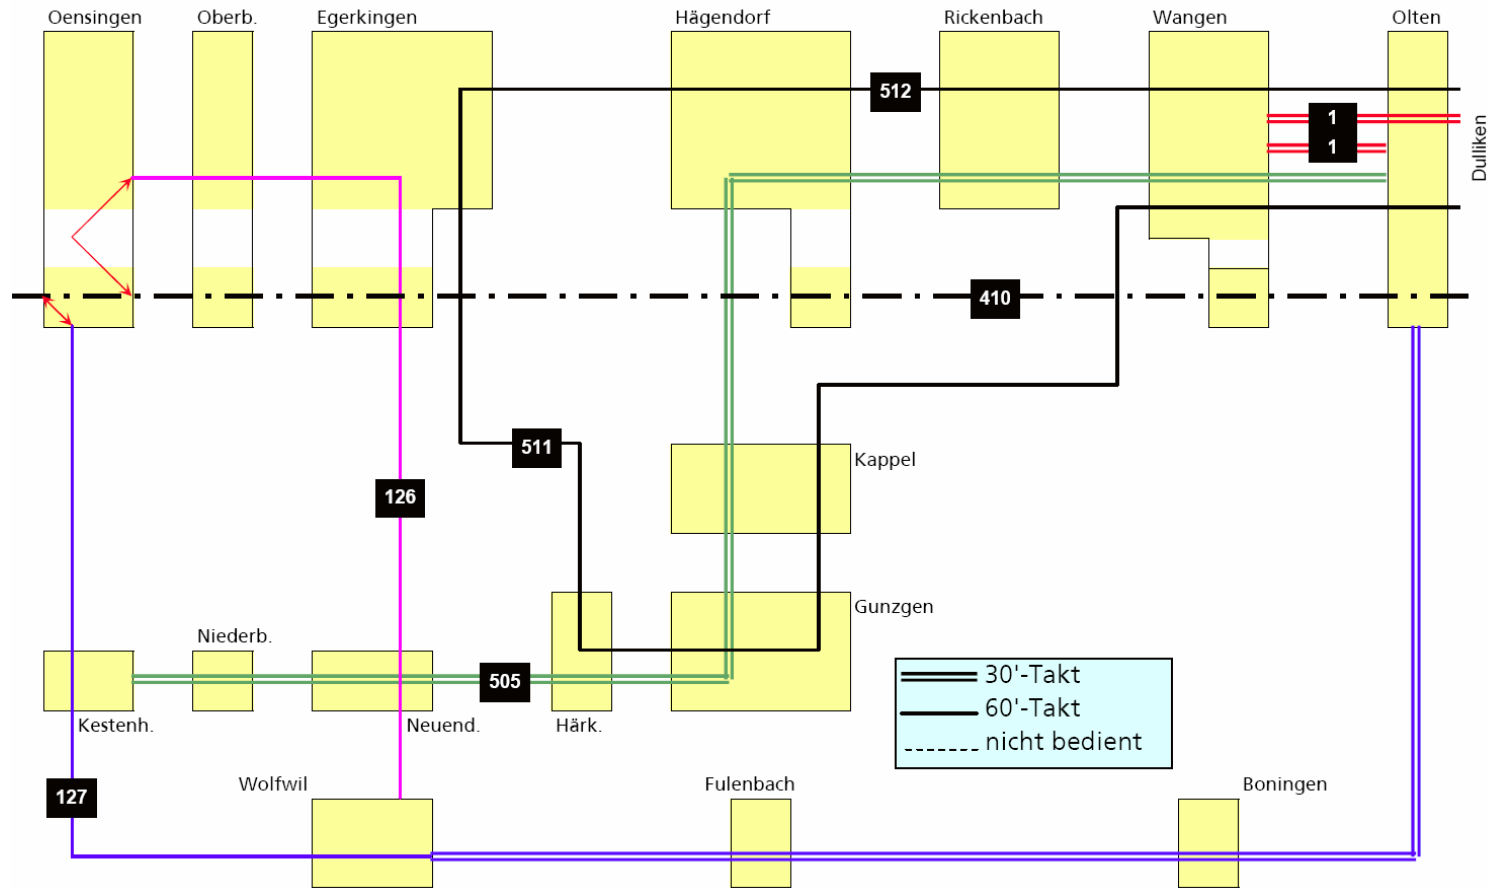 Oensingen Oberb. Egerkingen Hägendorf Rickenbach Wangen Olten
512
1
1
Dulliken
410
511
Kappel
126
Gunzgen
Niederb.
505
30'-Takt
60'-Takt
nicht bedient
Kestenh. Neuend. Härk.
Wolfwil Fulenbach Boningen
127